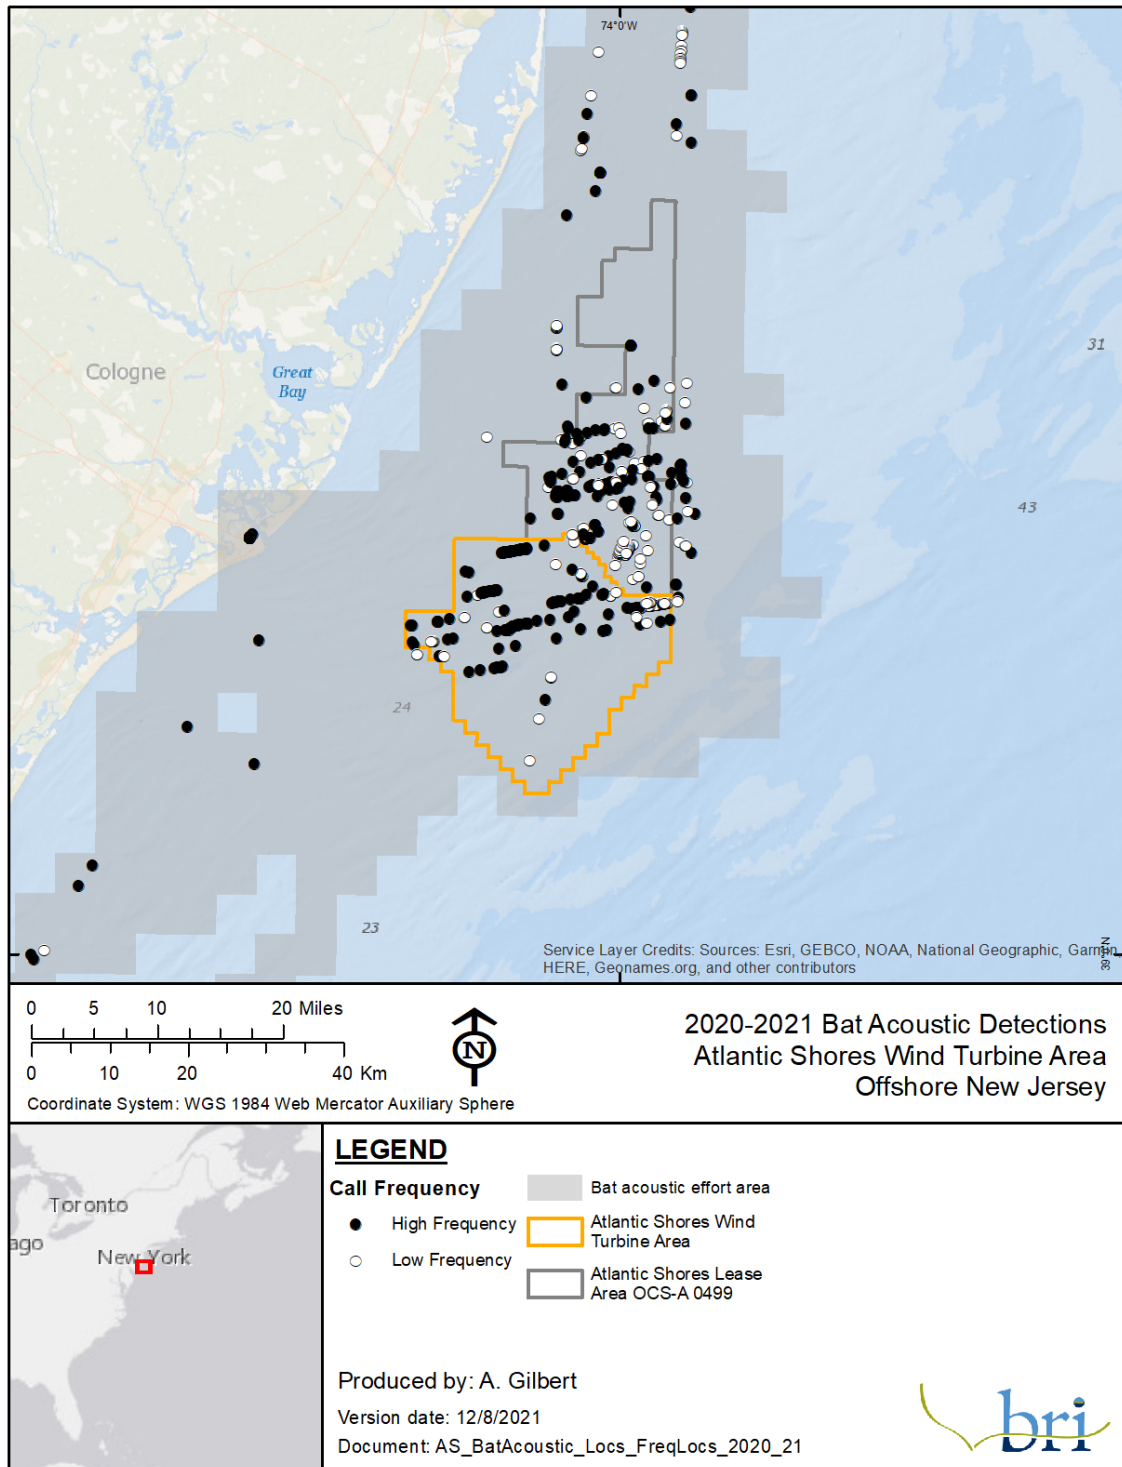 74°0'W
Cologne
Great
Bay
31
43
24
23
39°0'N
Service Layer Credits: Sources: Esri, GEBCO, NOAA, National Geographic, Garmin,
HERE, Geonames.org, and other contributors
0 5 10 20 Miles
0 10 20 40 Km
N
Coordinate System: WGS 1984 Web Mercator Auxiliary Sphere
2020-2021 Bat Acoustic Detections
Atlantic Shores Wind Turbine Area
Offshore New Jersey
Toronto
ago
New York
LEGEND
Call Frequency
High Frequency
Low Frequency
Bat acoustic effort area
Atlantic Shores Wind
Turbine Area
Atlantic Shores Lease
Area OCS-A 0499
Produced by: A. Gilbert
Version date: 12/8/2021
Document: AS_BatAcoustic_Locs_FreqLocs_2020_21
bri